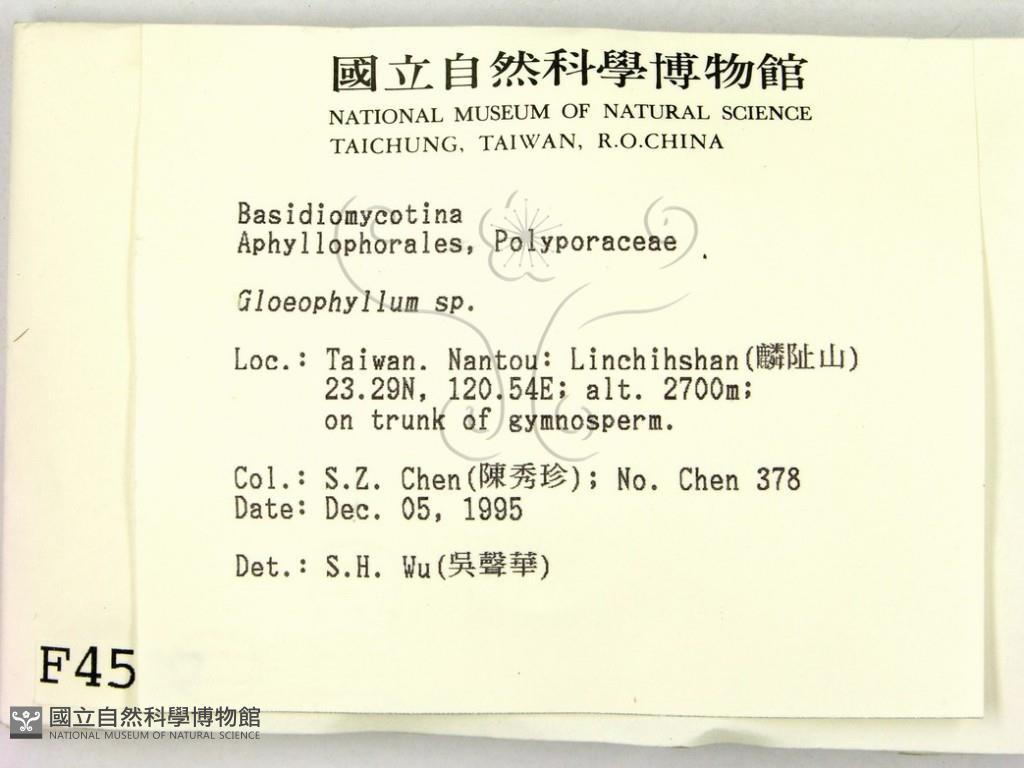 國立自然科學博物館
NATIONAL MUSEUM OF NATURAL SCIENCE
TAICHUNG, TAIWAN, R.O.CHINA
Basidiomycotina
Aphyllophorales, Polyporaceae
Gloeophyllum sp.
Loc.: Taiwan. Nantou: Linchihshan(麟趾山)
23.29N, 120.54E; alt. 2700m;
on trunk of gymnosperm.
Col.: S.Z. Chen(陳秀珍); No. Chen 378
Date: Dec. 05, 1995
Det.: S.H. Wu(吳聲華)
F45
國立自然科學博物館
NATIONAL MUSEUM OF NATURAL SCIENCE